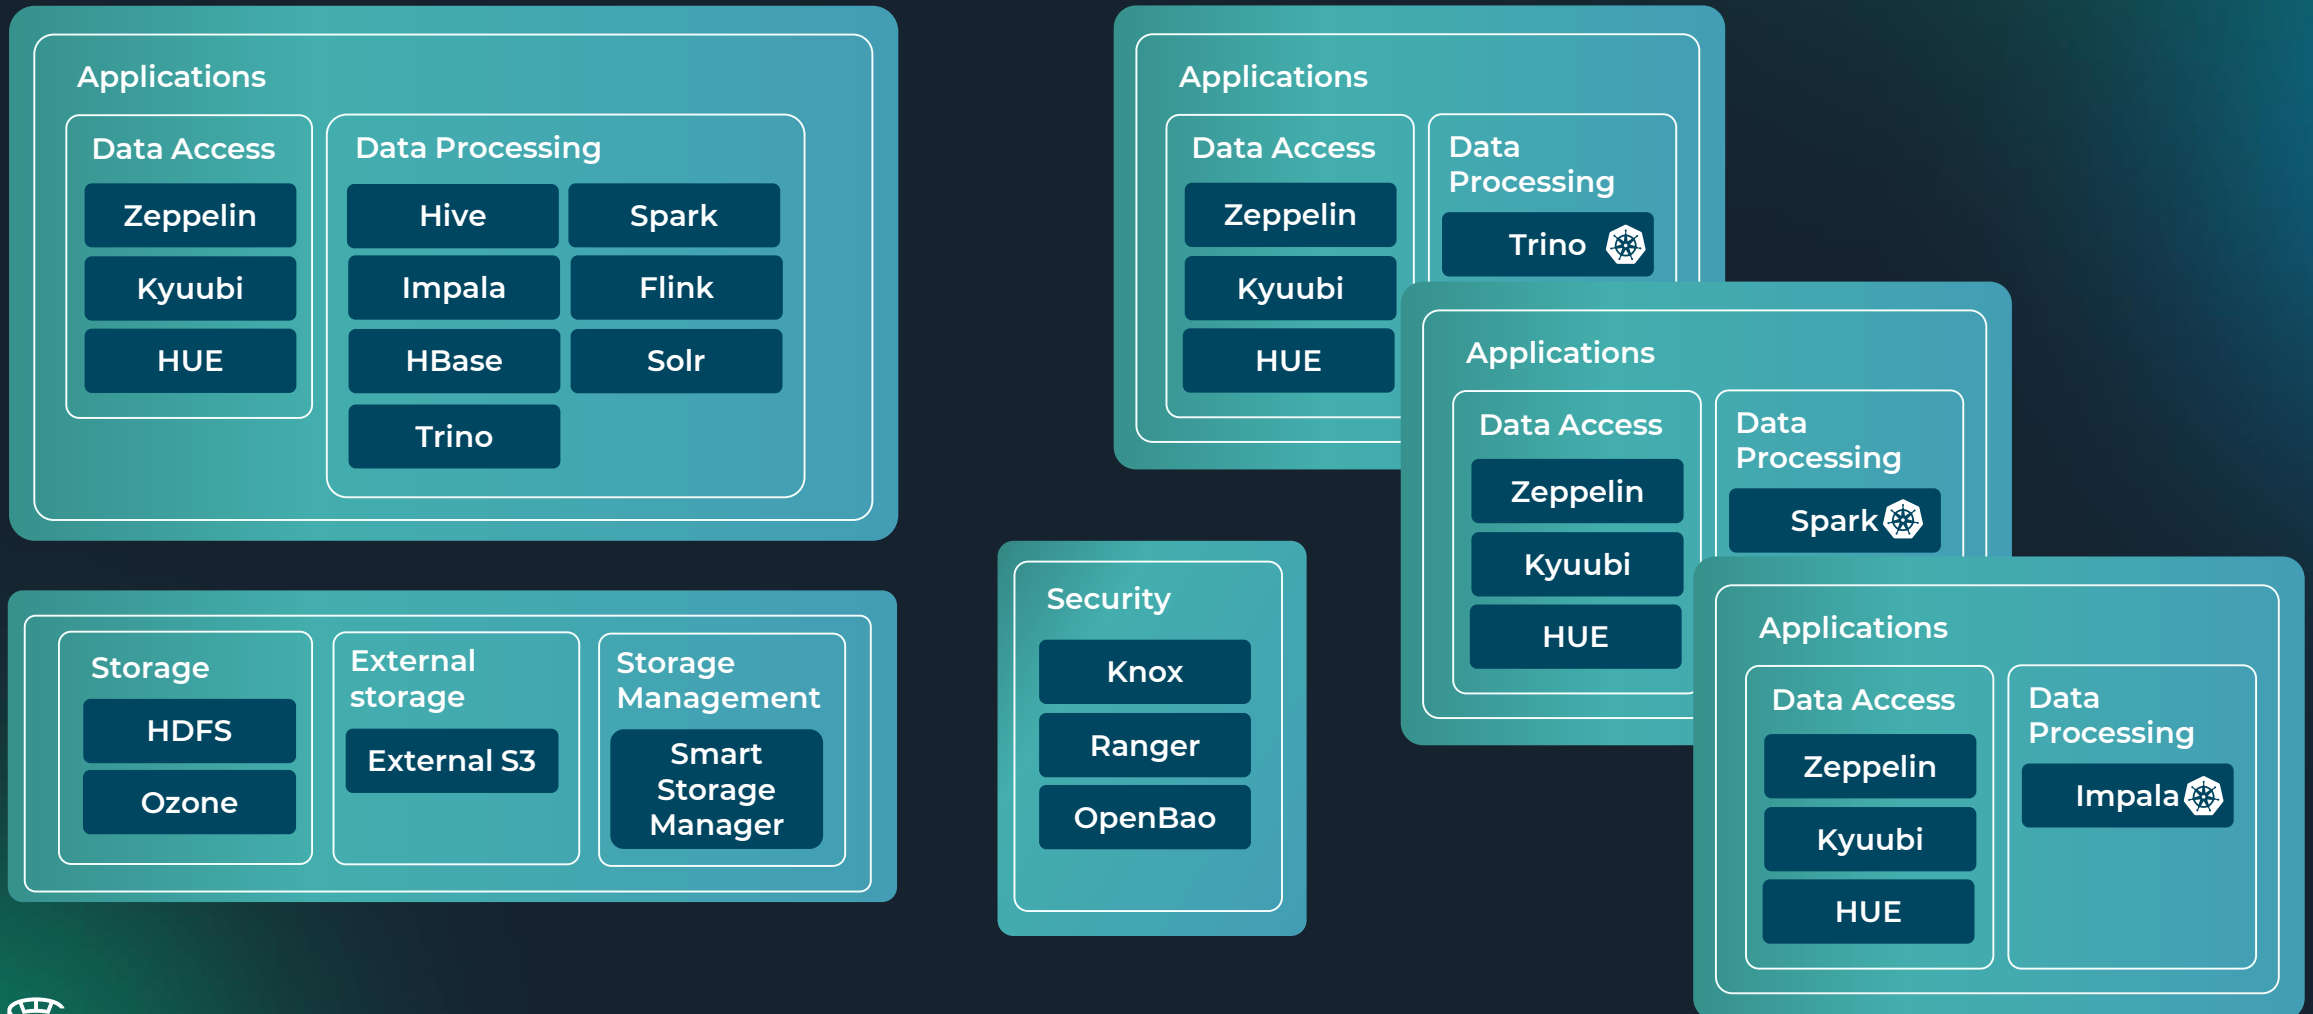 Applications
Data Access
Zeppelin
Kyuubi
HUE
Data Processing
Hive
Spark
Impala
Flink
HBase
Solr
Trino
Storage
HDFS
Ozone
External
storage
External S3
Storage
Management
Smart
Storage
Manager
Security
Knox
Ranger
OpenBao
Applications
Data Access
Zeppelin
Kyuubi
HUE
Data
Processing
Trino
Applications
Data Access
Zeppelin
Kyuubi
HUE
Data
Processing
Spark
Applications
Data Access
Zeppelin
Kyuubi
HUE
Data
Processing
Impala